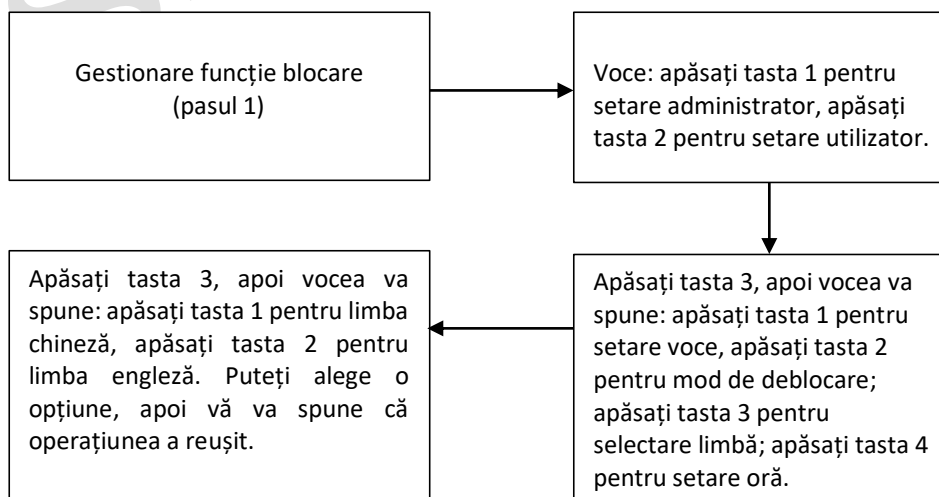 Gestionare funcție blocare
(pasul 1)
Voce: apăsați tasta 1 pentru
setare administrator, apăsați
tasta 2 pentru setare utilizator.
Apăsați tasta 3, apoi vocea va
spune: apăsați tasta 1 pentru
setare voce, apăsați tasta 2
pentru mod de deblocare;
apăsați tasta 3 pentru
selectare limbă; apăsați tasta 4
pentru setare oră.
Apăsați tasta 3, apoi vocea va
spune: apăsați tasta 1 pentru limba
chineză, apăsați tasta 2 pentru
limba engleză. Puteți alege o
opțiune, apoi vă va spune că
operațiunea a reușit.